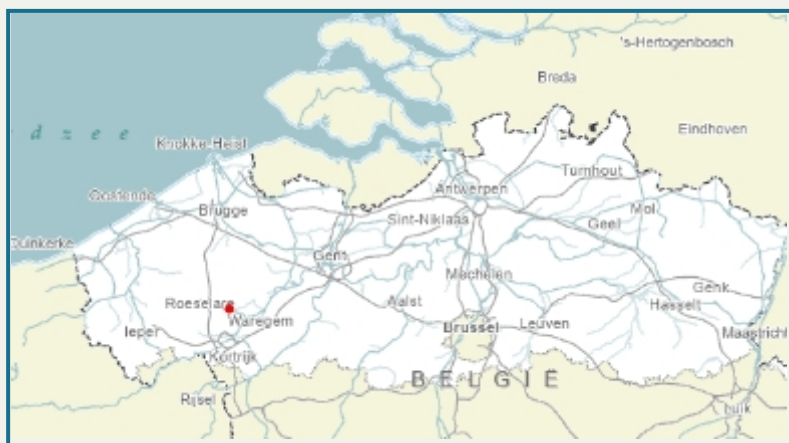 's-Hertogenbosch
Breda
d z e e
Eindhoven
Knokke-Heist
Turnhout
Antwerpen
Oostende
Brugge
Mol
Sint-Niklaas
Geel
Duinkerke
Gent
Mechelen
Genk
Roeselare
Aalst
Hasselt
Waregem
Ieper
Brussel
Leuven
Maastricht
Kortrijk
BELGIË
Rijsel
Luik